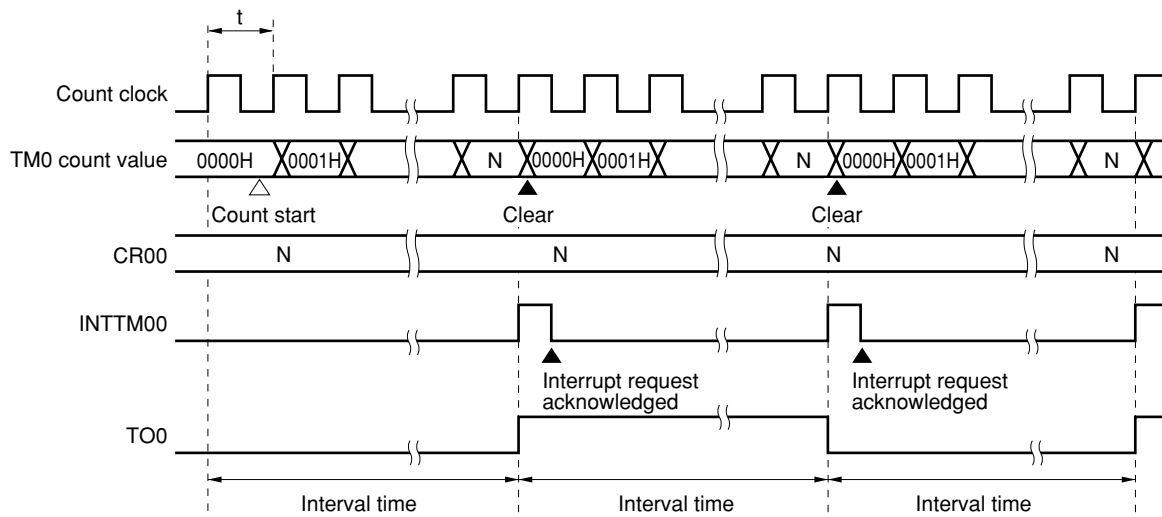 t
Count clock
TM0 count value 0000H 0001H N 0000H 0001H N 0000H 0001H N
Count start Clear Clear
CR00 N N N N
INTTM00
Interrupt request
acknowledged
Interrupt request
acknowledged
TO0
Interval time Interval time Interval time